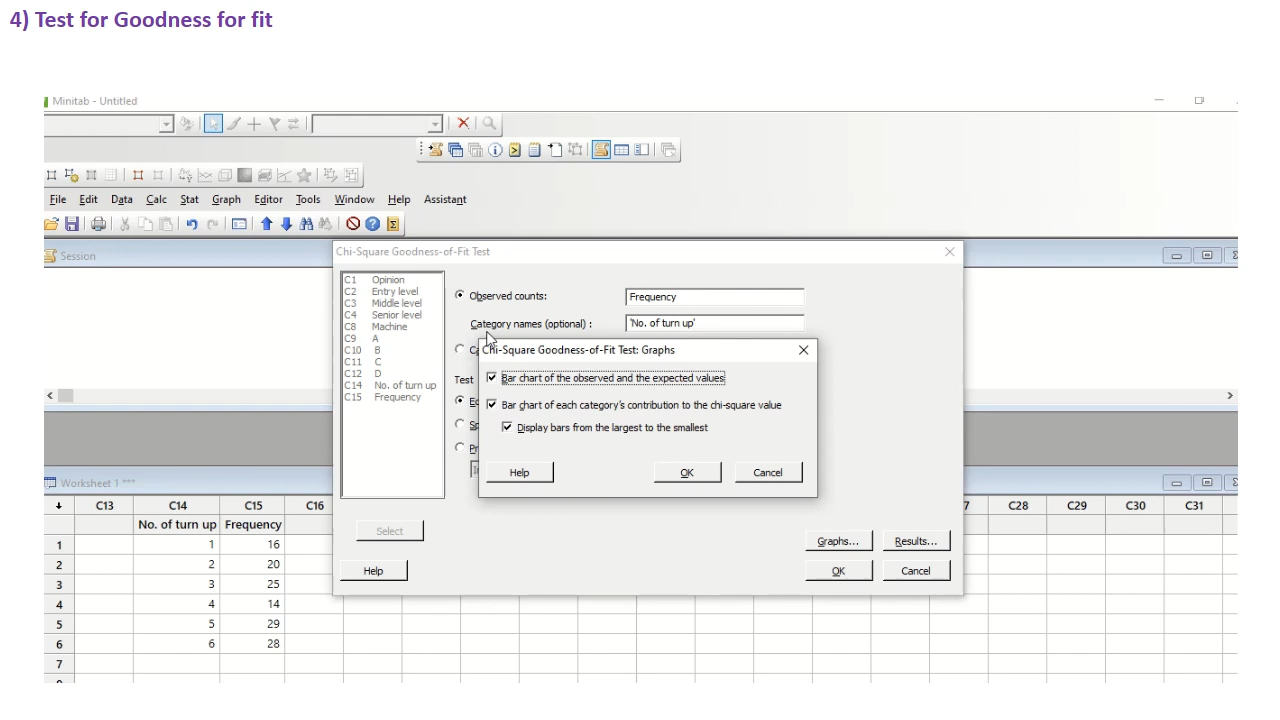 4) Test for Goodness for fit
Minitab - Untitled
File Edit Data Calc Stat Graph Editor Tools Window Help Assistant
Session
Chi-Square Goodness-of-Fit Test
C1 Opinion
C2 Entry level
C3 Middle level
C4 Senior level
C8 Machine
C9 A
C10 B
C11 C
C12 D
C14 No. of turn up
C15 Frequency
Observed counts: Frequency
Category names (optional) : 'No. of turn up'
Test
Chi-Square Goodness-of-Fit Test: Graphs
Bar chart of the observed and the expected values
Bar chart of each category's contribution to the chi-square value
Display bars from the largest to the smallest
Help OK Cancel
Select
Graphs... Results...
Help OK Cancel
Worksheet 1 ***
C13 C14 C15 C16 7 C28 C29 C30 C31
No. of turn up Frequency
1 1 16
2 2 20
3 3 25
4 4 14
5 5 29
6 6 28
7